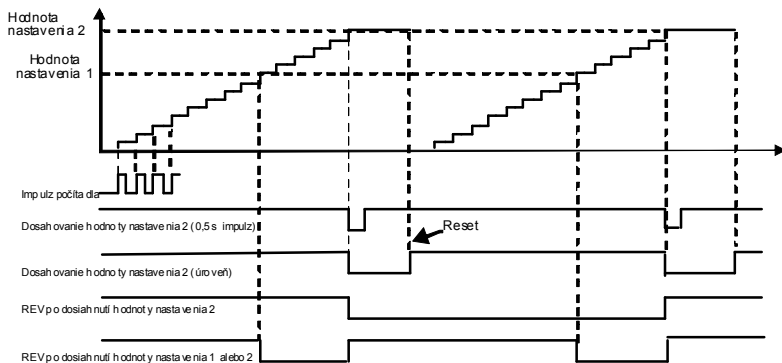 Hodnota
nastavenia 2
Hodnota
nastavenia 1
Impulz počítadla
Dosahovanie hodnoty nastavenia 2 (0,5 s impulz)
Reset
Dosahovanie hodnoty nastavenia 2 (úroveň)
REV po dosiahnutí hodnoty nastavenia 2
REV po dosiahnutí hodnoty nastavenia 1 alebo 2